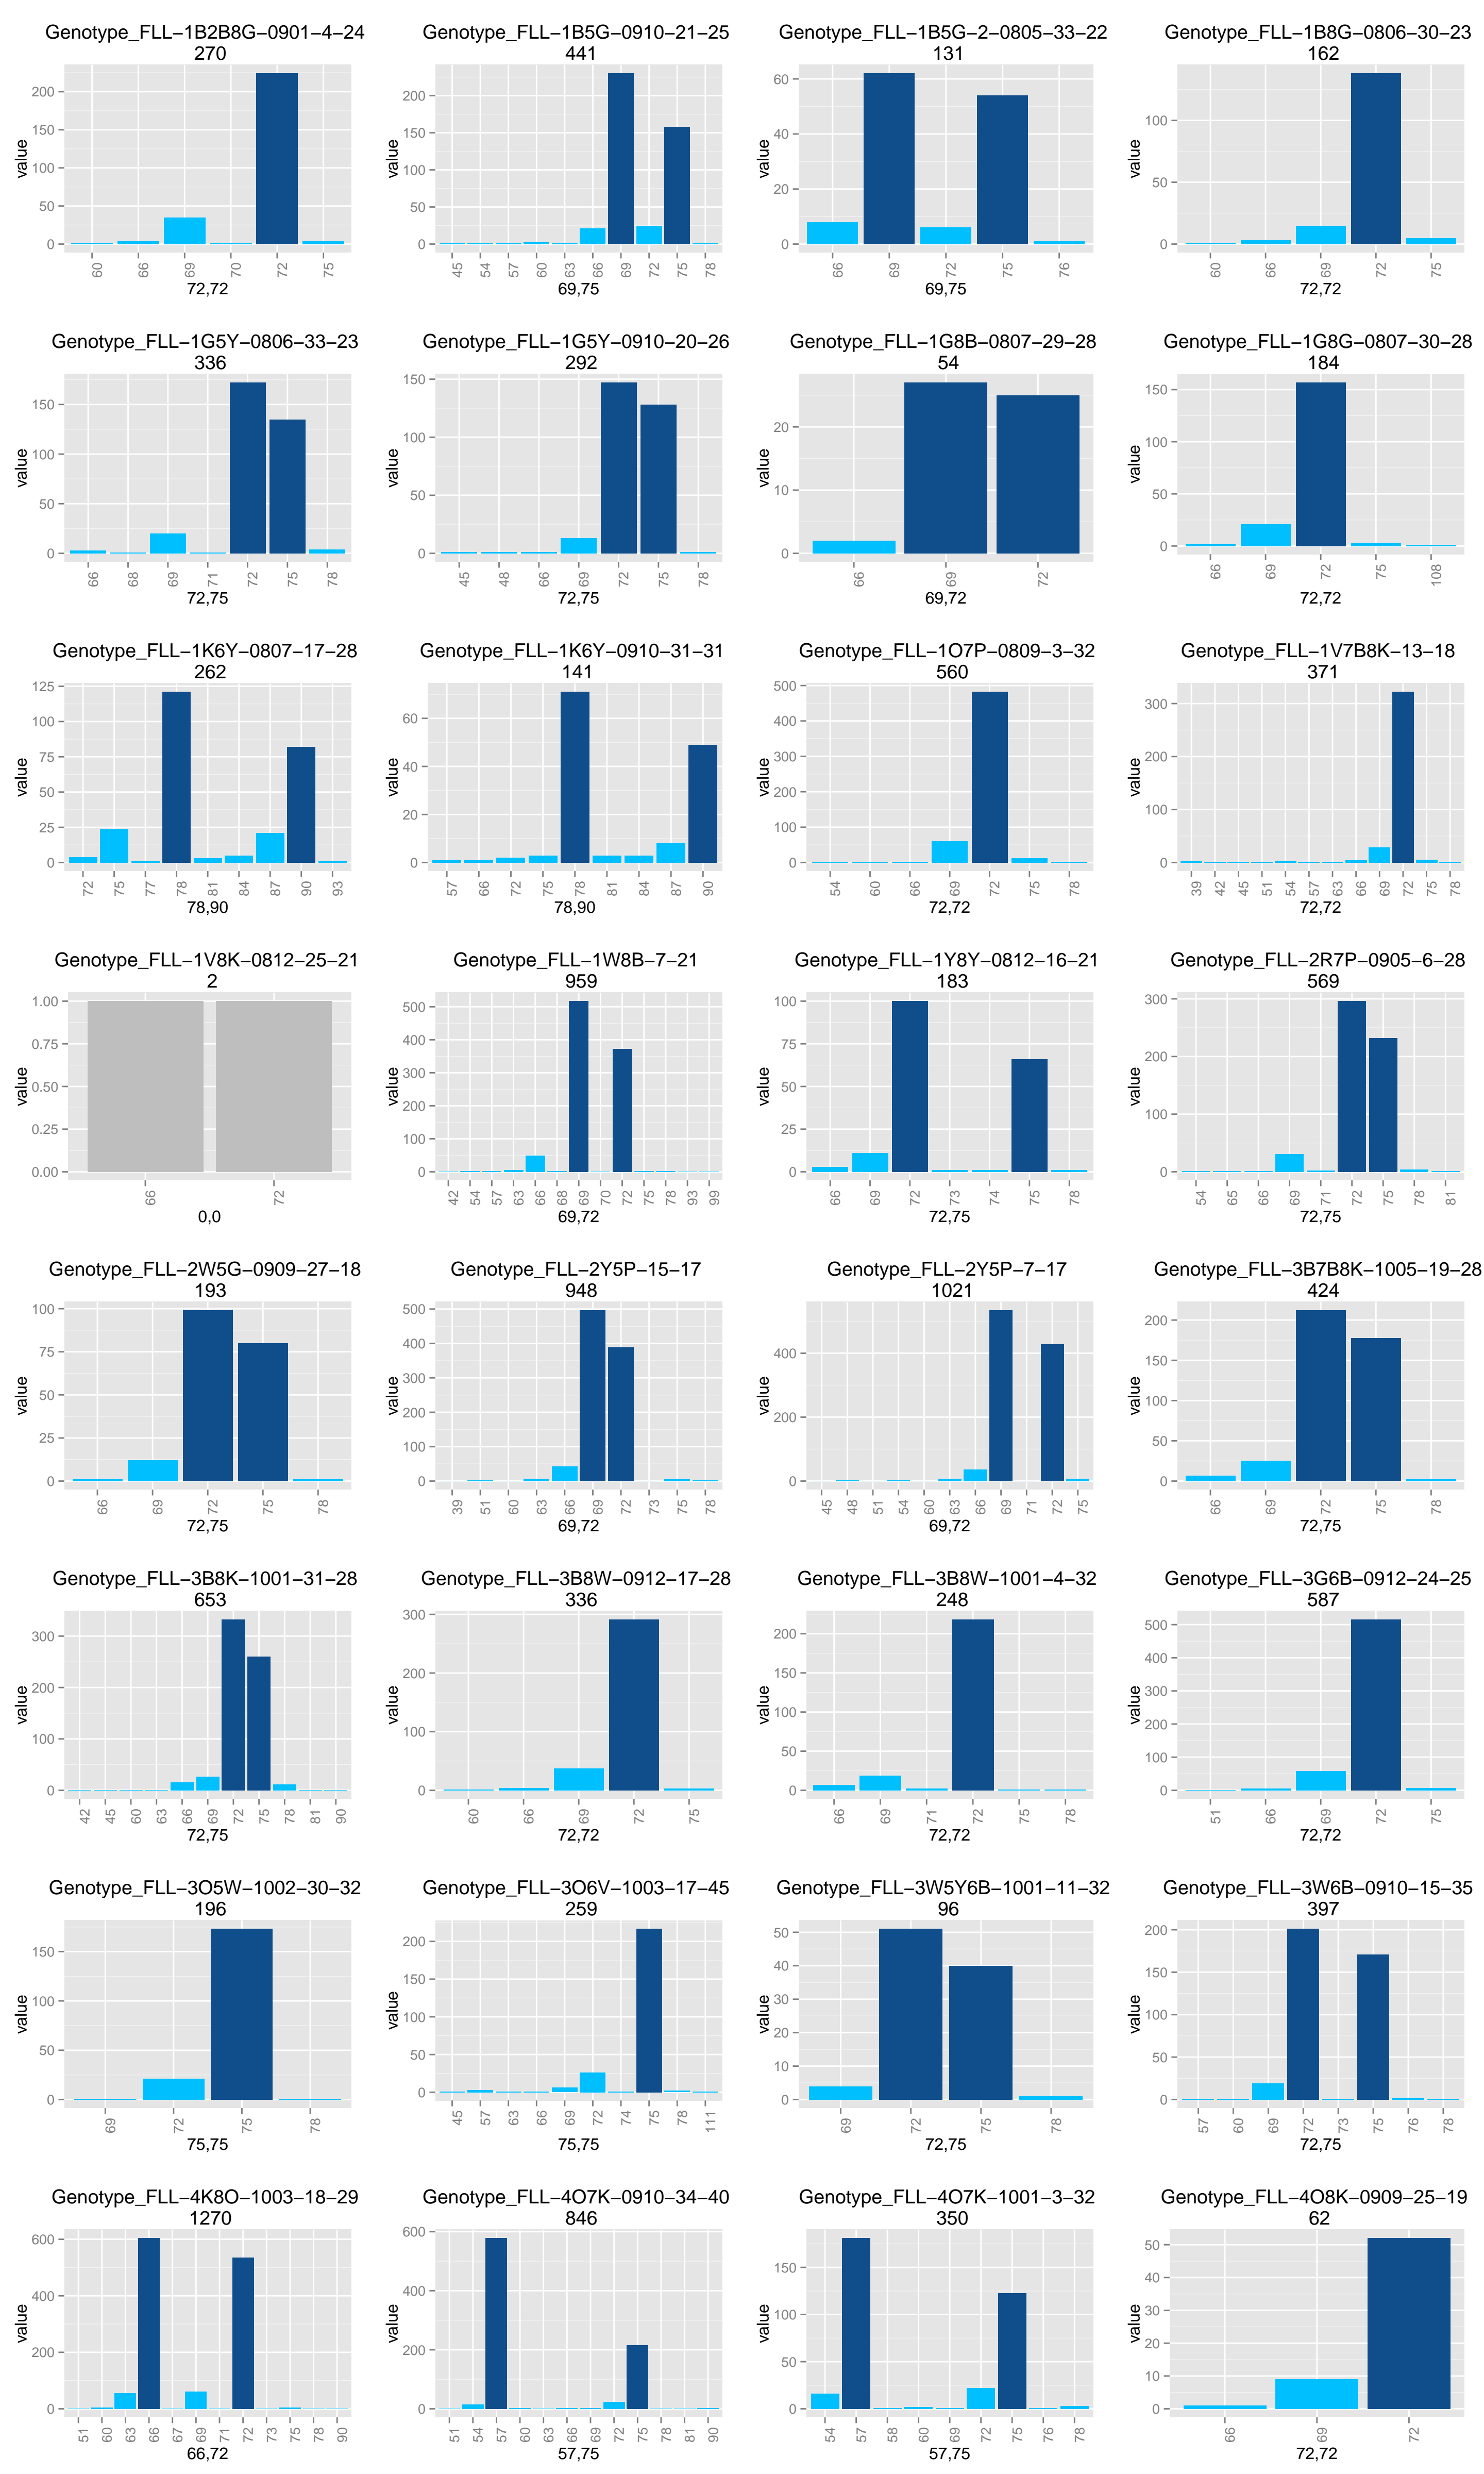 Genotype_FLL−1B2B8G−0901−4−24
270
value
200
150
100
50
0
60 66 69 70 72 75
72,72
Genotype_FLL−1B5G−0910−21−25
441
value
200
150
100
50
0
45 54 57 60 63 66 69 72 75 78
69,75
Genotype_FLL−1B5G−2−0805−33−22
131
value
60
40
20
0
66 69 72 75 76
69,75
Genotype_FLL−1B8G−0806−30−23
162
value
100
50
0
60 66 69 72 75
72,72
Genotype_FLL−1G5Y−0806−33−23
336
value
150
100
50
0
66 68 69 71 72 75 78
72,75
Genotype_FLL−1G5Y−0910−20−26
292
value
150
100
50
0
45 48 66 69 72 75 78
72,75
Genotype_FLL−1G8B−0807−29−28
54
value
20
10
0
66 69 72
69,72
Genotype_FLL−1G8G−0807−30−28
184
value
150
100
50
0
66 69 72 75 108
72,72
Genotype_FLL−1K6Y−0807−17−28
262
value
125
100
75
50
25
0
72 75 77 78 81 84 87 90 93
78,90
Genotype_FLL−1K6Y−0910−31−31
141
value
60
40
20
0
57 66 72 75 78 81 84 87 90
78,90
Genotype_FLL−1O7P−0809−3−32
560
value
500
400
300
200
100
0
54 60 66 69 72 75 78
72,72
Genotype_FLL−1V7B8K−13−18
371
value
300
200
100
0
39 42 45 51 54 57 63 66 69 72 75 78
72,72
Genotype_FLL−1V8K−0812−25−21
2
value
1.00
0.75
0.50
0.25
0.00
66 72
0,0
Genotype_FLL−1W8B−7−21
959
value
500
400
300
200
100
0
42 54 57 63 66 68 69 70 72 75 78 93 99
69,72
Genotype_FLL−1Y8Y−0812−16−21
183
value
100
75
50
25
0
66 69 72 73 74 75 78
72,75
Genotype_FLL−2R7P−0905−6−28
569
value
300
200
100
0
54 65 66 69 71 72 75 78 81
72,75
Genotype_FLL−2W5G−0909−27−18
193
value
100
75
50
25
0
66 69 72 75 78
72,75
Genotype_FLL−2Y5P−15−17
948
value
500
400
300
200
100
0
39 51 60 63 66 69 72 73 75 78
69,72
Genotype_FLL−2Y5P−7−17
1021
value
400
200
0
45 48 51 54 60 63 66 69 71 72 75
69,72
Genotype_FLL−3B7B8K−1005−19−28
424
value
200
150
100
50
0
66 69 72 75 78
72,75
Genotype_FLL−3B8K−1001−31−28
653
value
300
200
100
0
42 45 60 63 66 69 72 75 78 81 90
72,75
Genotype_FLL−3B8W−0912−17−28
336
value
300
200
100
0
60 66 69 72 75
72,72
Genotype_FLL−3B8W−1001−4−32
248
value
200
150
100
50
0
66 69 71 72 75 78
72,72
Genotype_FLL−3G6B−0912−24−25
587
value
500
400
300
200
100
0
51 66 69 72 75
72,72
Genotype_FLL−3O5W−1002−30−32
196
value
150
100
50
0
69 72 75 78
75,75
Genotype_FLL−3O6V−1003−17−45
259
value
200
150
100
50
0
45 57 63 66 69 72 74 75 78 111
75,75
Genotype_FLL−3W5Y6B−1001−11−32
96
value
50
40
30
20
10
0
69 72 75 78
72,75
Genotype_FLL−3W6B−0910−15−35
397
value
200
150
100
50
0
57 60 69 72 73 75 76 78
72,75
Genotype_FLL−4K8O−1003−18−29
1270
value
600
400
200
0
51 60 63 66 67 69 71 72 73 75 78 90
66,72
Genotype_FLL−4O7K−0910−34−40
846
value
600
400
200
0
51 54 57 60 63 66 69 72 75 78 81 90
57,75
Genotype_FLL−4O7K−1001−3−32
350
value
150
100
50
0
54 57 58 60 69 72 75 76 78
57,75
Genotype_FLL−4O8K−0909−25−19
62
value
50
40
30
20
10
0
66 69 72
72,72